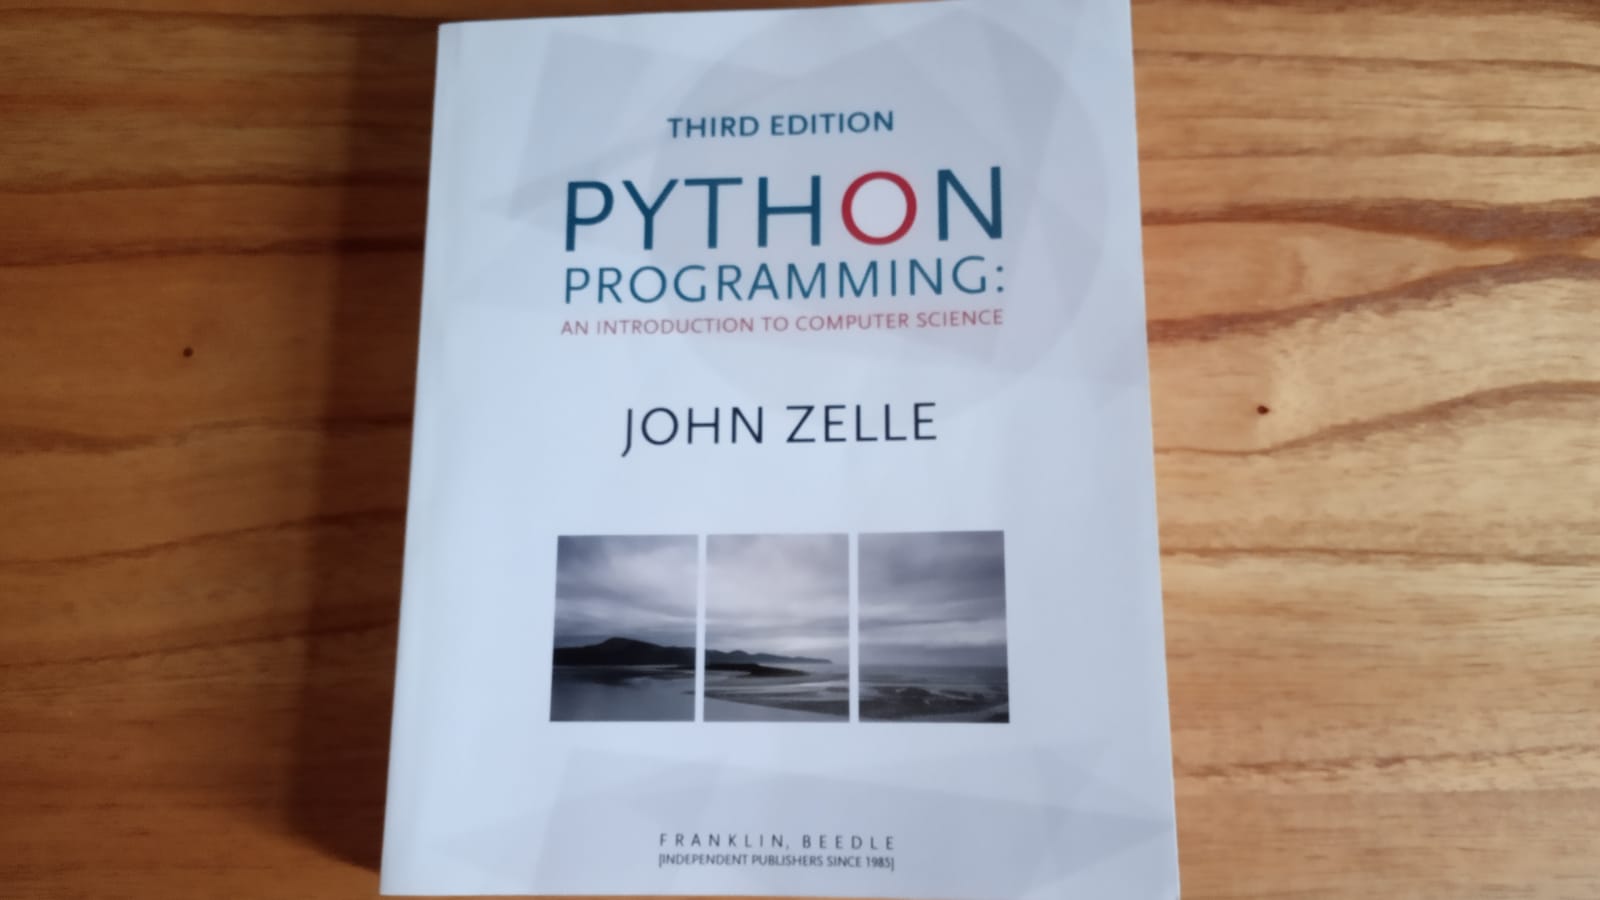 THIRD EDITION
PYTHON
PROGRAMMING:
AN INTRODUCTION TO COMPUTER SCIENCE
JOHN ZELLE
FRANKLIN, BEEDLE
[INDEPENDENT PUBLISHERS SINCE 1985]